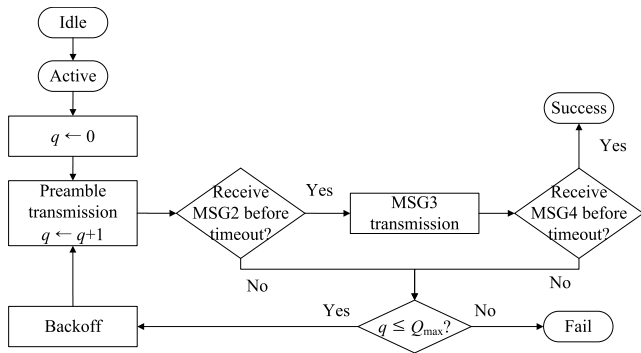 Idle
Active
q ← 0
Success
Yes
Preamble
transmission
q ← q+1
Receive
MSG2 before
timeout?
Yes
MSG3
transmission
Receive
MSG4 before
timeout?
No
No
Backoff
Yes
q ≤ Qmax?
No
Fail